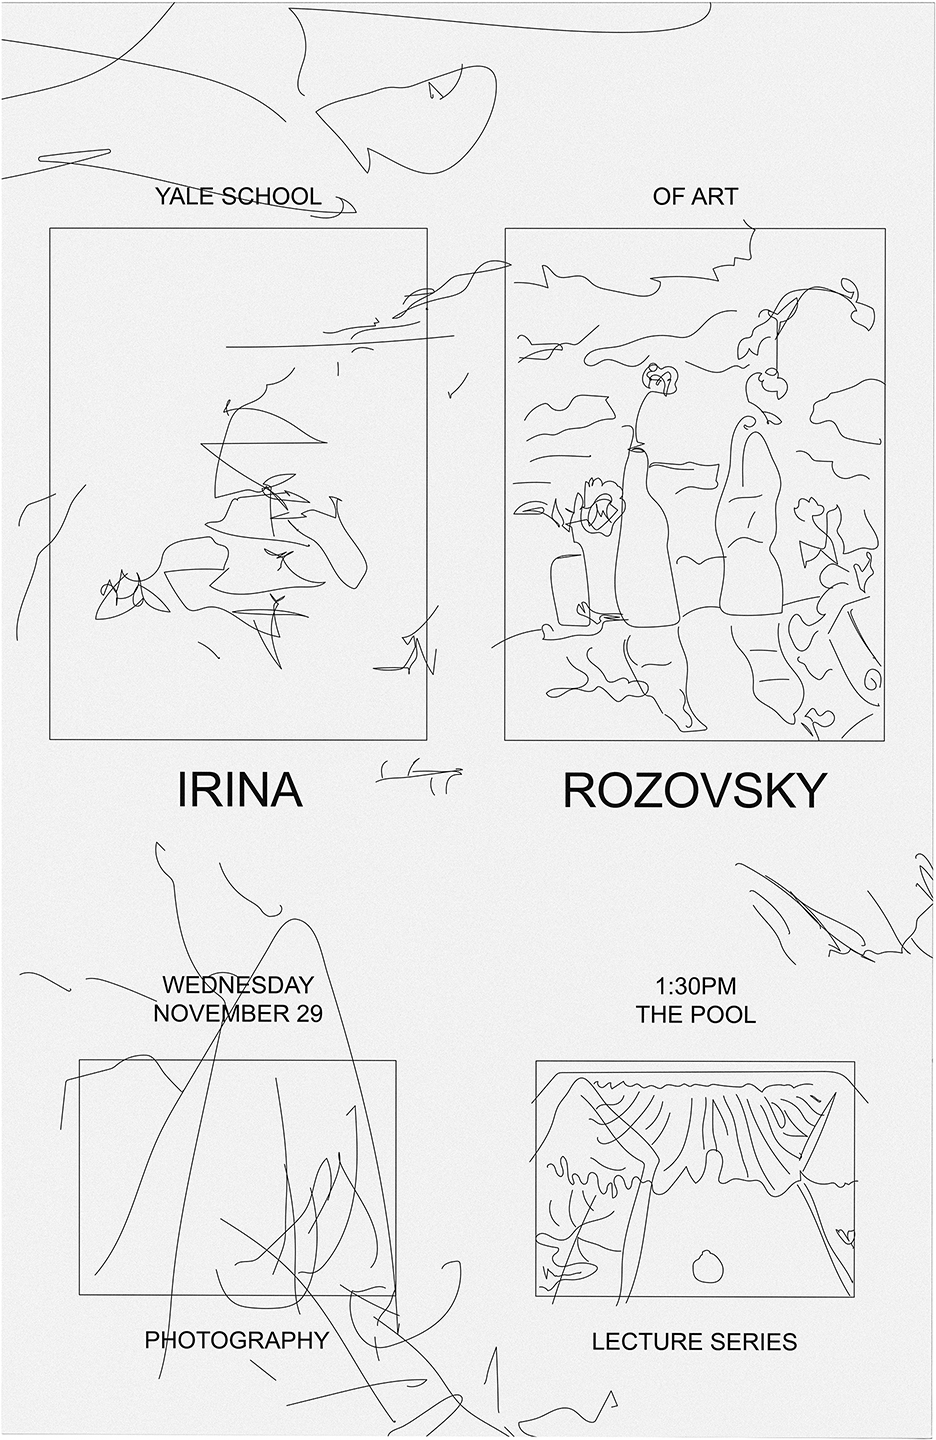 YALE SCHOOL OF ART
IRINA ROZOVSKY
WEDNESDAY
NOVEMBER 29
1:30PM
THE POOL
PHOTOGRAPHY LECTURE SERIES